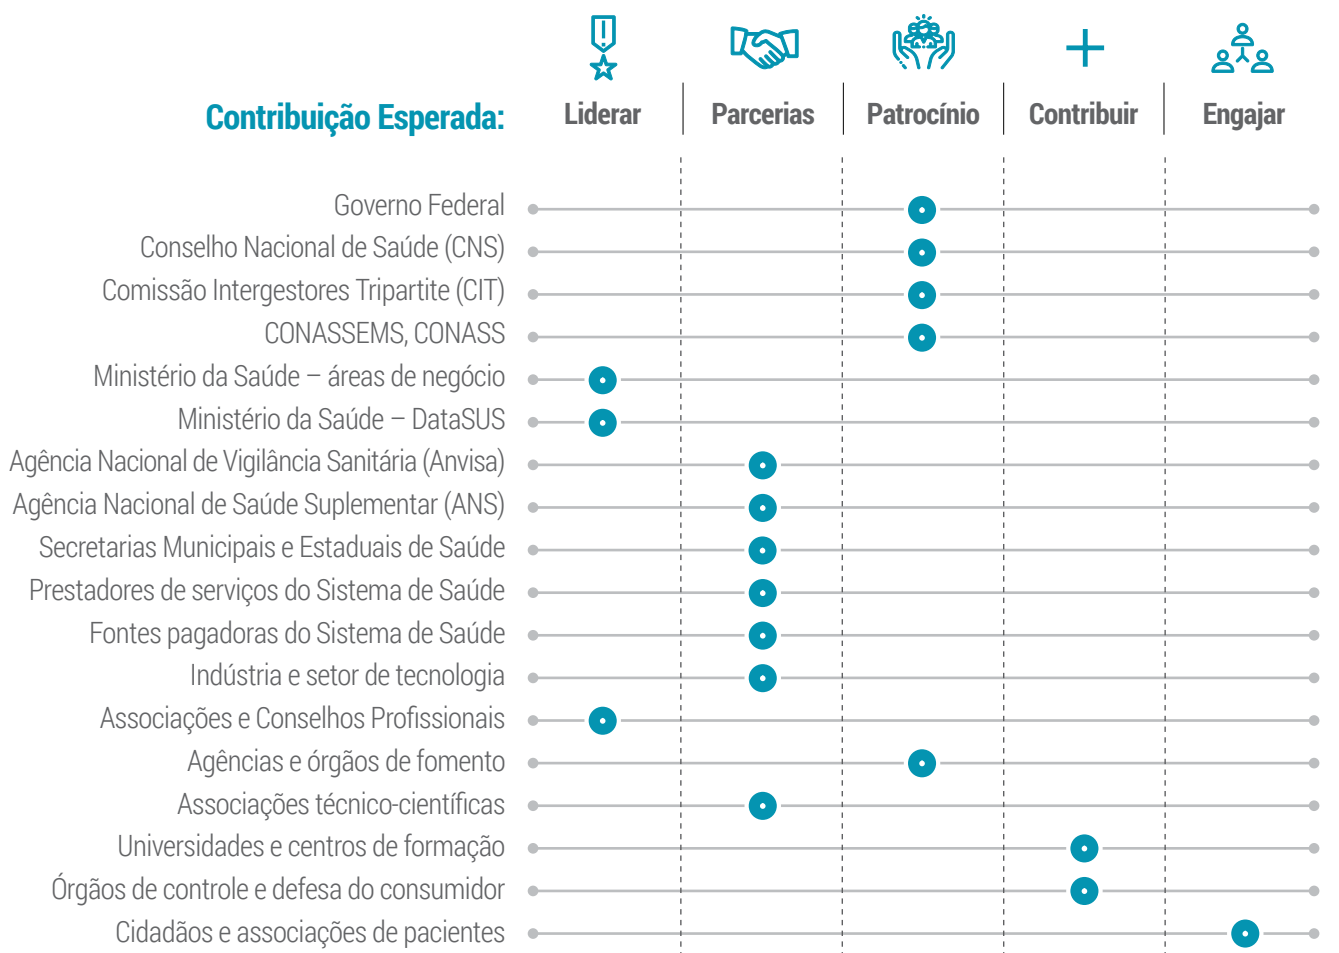 Contribuição Esperada: Liderar Parcerias Patrocínio Contribuir Engajar
Governo Federal
Conselho Nacional de Saúde (CNS)
Comissão Intergestores Tripartite (CIT)
CONASSEMS, CONASS
Ministério da Saúde – áreas de negócio
Ministério da Saúde – DataSUS
Agência Nacional de Vigilância Sanitária (Anvisa)
Agência Nacional de Saúde Suplementar (ANS)
Secretarias Municipais e Estaduais de Saúde
Prestadores de serviços do Sistema de Saúde
Fontes pagadoras do Sistema de Saúde
Indústria e setor de tecnologia
Associações e Conselhos Profissionais
Agências e órgãos de fomento
Associações técnico-científicas
Universidades e centros de formação
Órgãos de controle e defesa do consumidor
Cidadãos e associações de pacientes